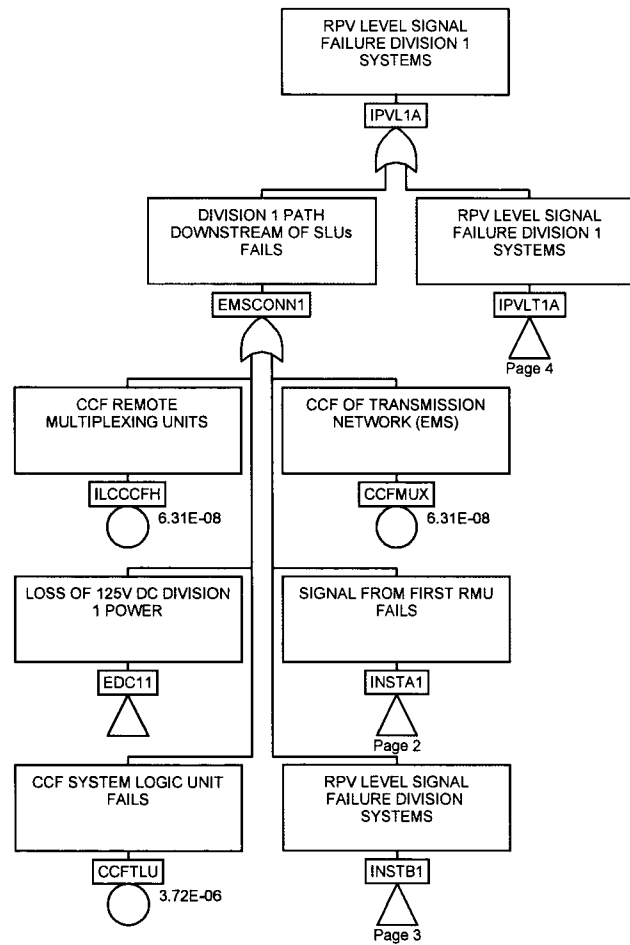 RPV LEVEL SIGNAL
FAILURE DIVISION 1
SYSTEMS
IPVL1A
DIVISION 1 PATH
DOWNSTREAM OF SLUs
FAILS
EMSCONN1
RPV LEVEL SIGNAL
FAILURE DIVISION 1
SYSTEMS
IPVLT1A
Page 4
CCF REMOTE
MULTIPLEXING UNITS
ILCCCFH
6.31E-08
CCF OF TRANSMISSION
NETWORK (EMS)
CCFMUX
6.31E-08
LOSS OF 125V DC DIVISION
1 POWER
EDC11
SIGNAL FROM FIRST RMU
FAILS
INSTA1
Page 2
CCF SYSTEM LOGIC UNIT
FAILS
CCFTLU
3.72E-06
RPV LEVEL SIGNAL
FAILURE DIVISION
SYSTEMS
INSTB1
Page 3